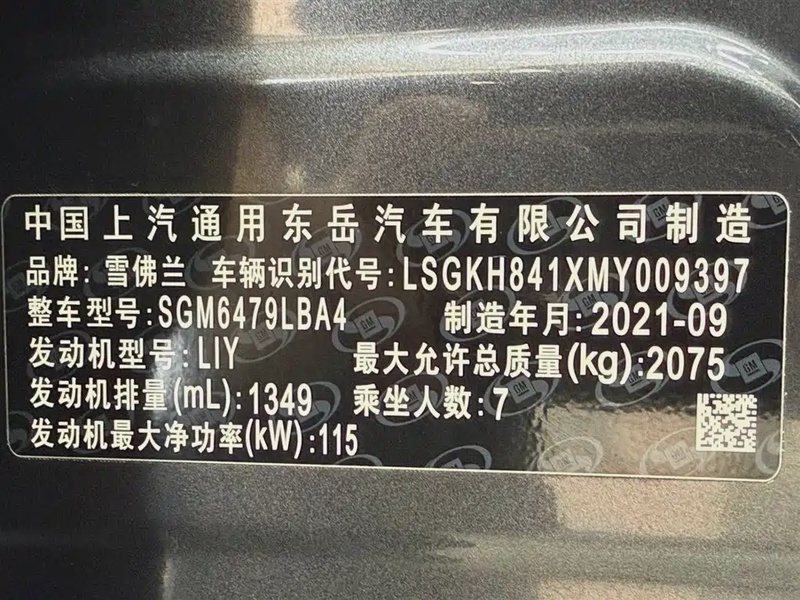 中国上汽通用东岳汽车有限公司制造
品牌: 雪佛兰 车辆识别代号: LSGKH841XMY009397
整车型号: SGM6479LBA4 制造年月: 2021-09
发动机型号: LIY 最大允许总质量(kg): 2075
发动机排量(mL): 1349 乘坐人数: 7
发动机最大净功率(kW): 115